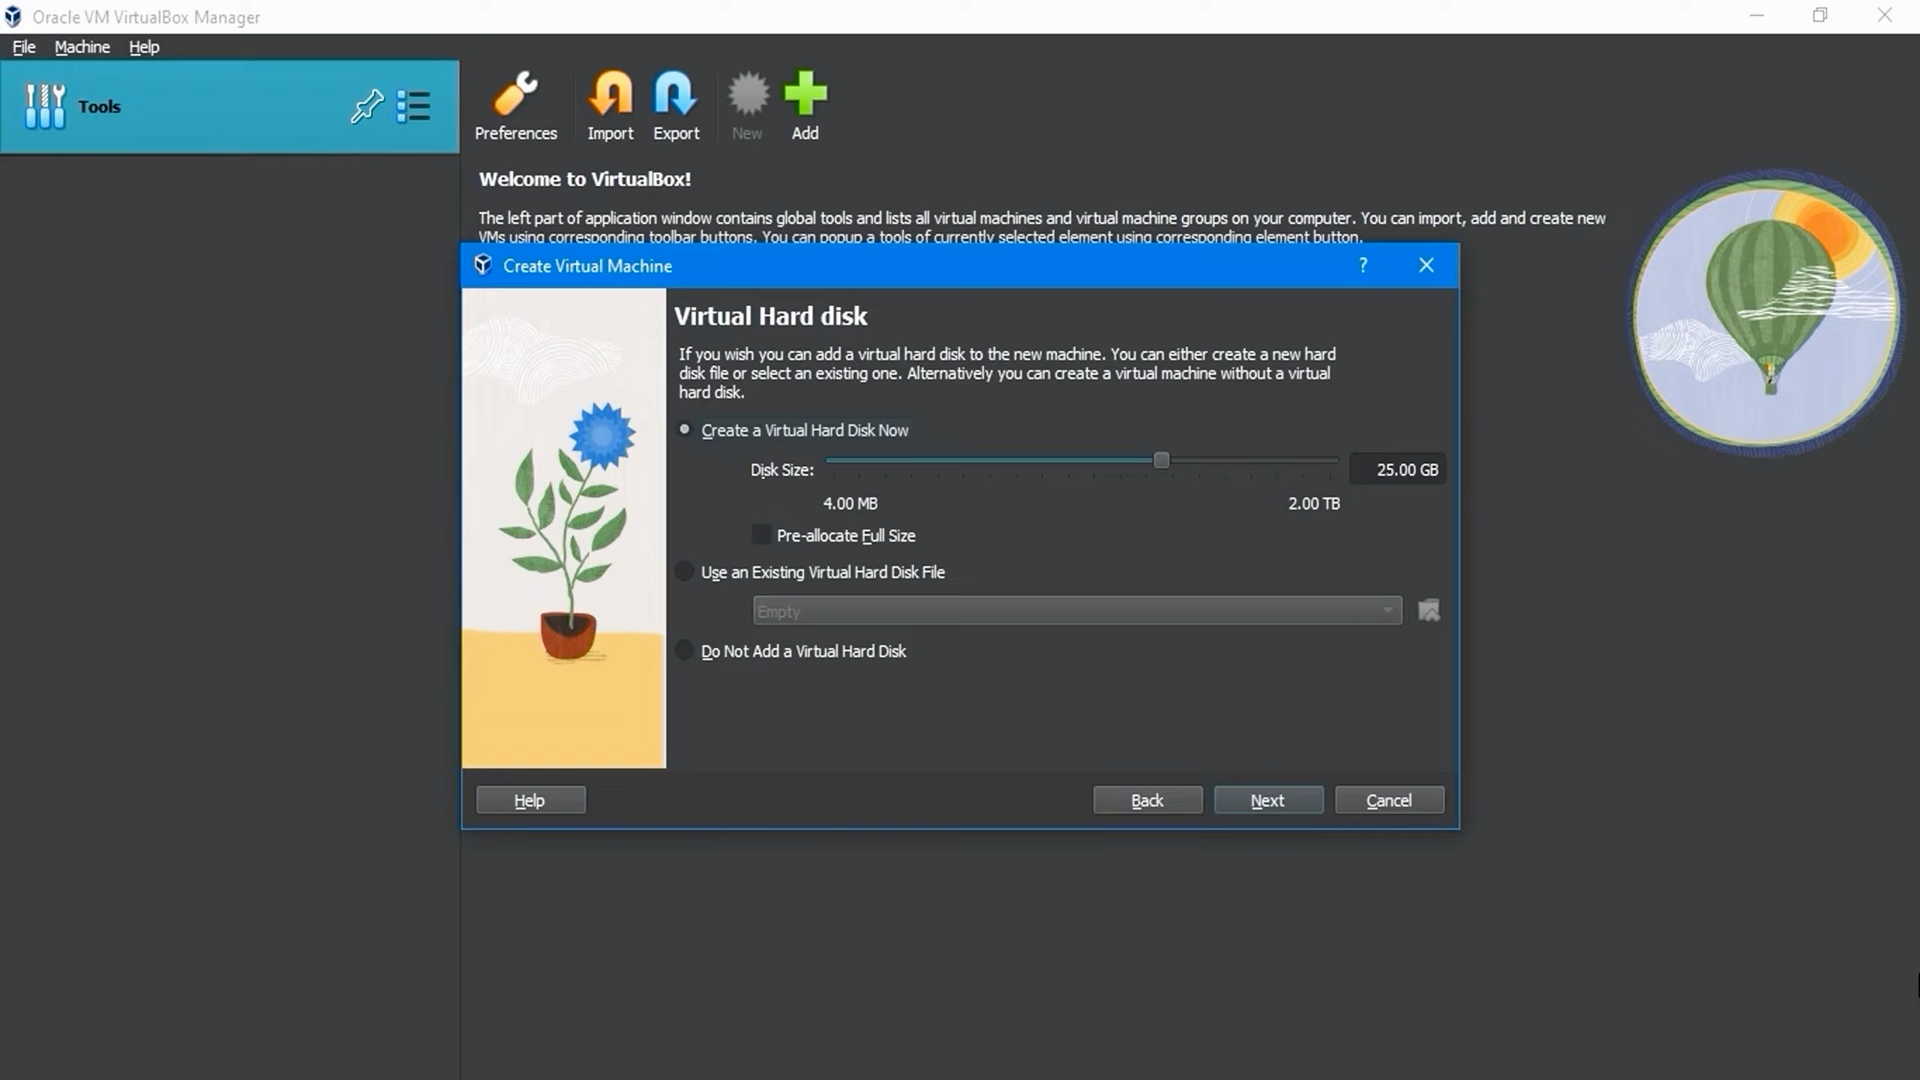 Oracle VM VirtualBox Manager
File Machine Help
Tools
Preferences Import Export New Add
Welcome to VirtualBox!
The left part of application window contains global tools and lists all virtual machines and virtual machine groups on your computer. You can import, add and create new
VMs using corresponding toolbar buttons. You can popup a tools of currently selected element using corresponding element button.
Create Virtual Machine ?
Virtual Hard disk
If you wish you can add a virtual hard disk to the new machine. You can either create a new hard
disk file or select an existing one. Alternatively you can create a virtual machine without a virtual
hard disk.
Create a Virtual Hard Disk Now
Disk Size: 25.00 GB
4.00 MB 2.00 TB
Pre-allocate Full Size
Use an Existing Virtual Hard Disk File
Empty
Do Not Add a Virtual Hard Disk
Help Back Next Cancel